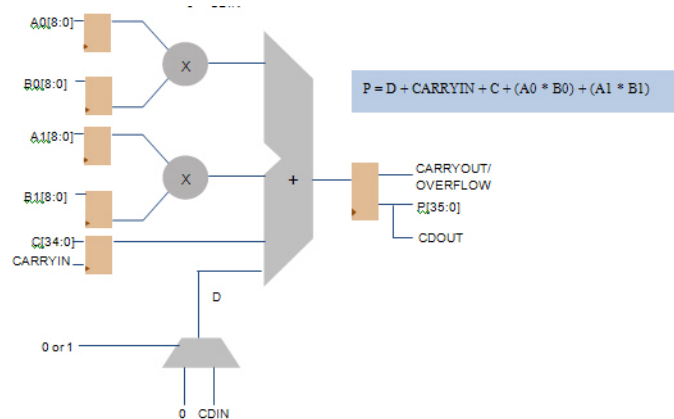 A0[8:0]
X
B0[8:0]
P = D + CARRYIN + C + (A0 * B0) + (A1 * B1)
A1[8:0]
X
+
CARRYOUT/
OVERFLOW
B1[8:0]
P[35:0]
C[34:0]
CARRYIN
CDOUT
D
0 or 1
0 CDIN